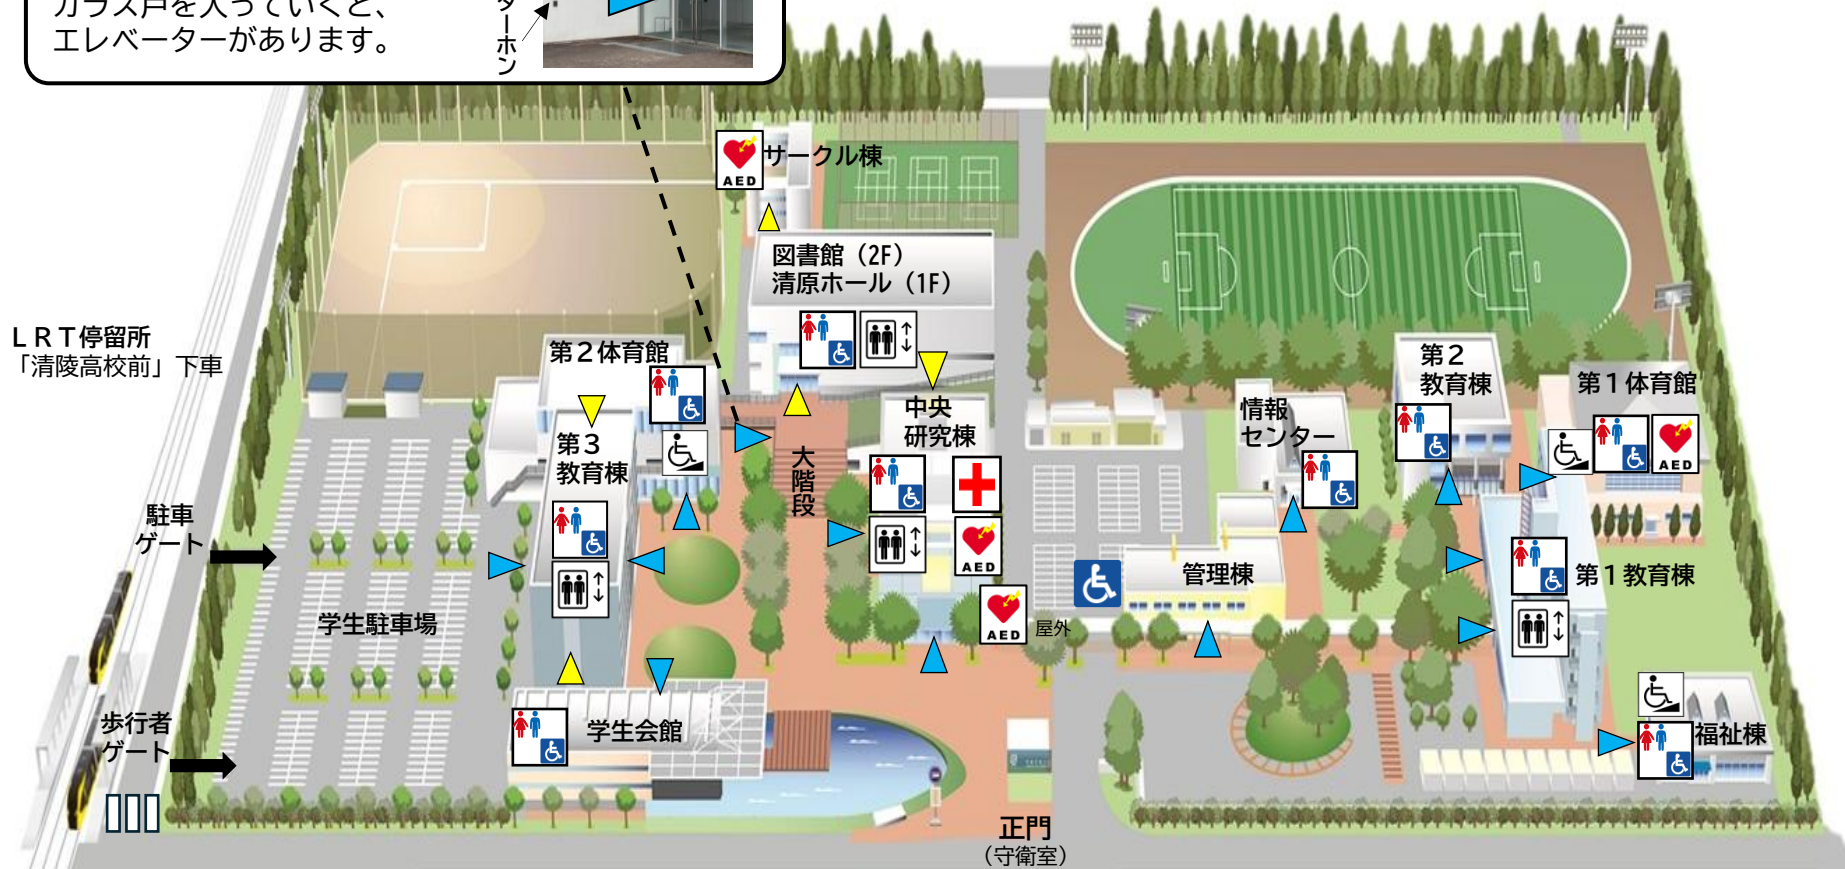 ガラス戸を入っていくと、
エレベーターがあります。
ターホン
サークル棟
AED
図書館（2F）
清原ホール（1F）
ＬＲＴ停留所
「清陵高校前」下車
第２体育館
第３
教育棟
大階段
中央
研究棟
AED
AED
屋外
情報
センター
第２
教育棟
第１体育館
AED
駐車
ゲート
学生駐車場
管理棟
第１教育棟
歩行者
ゲート
学生会館
福祉棟
正門
（守衛室）